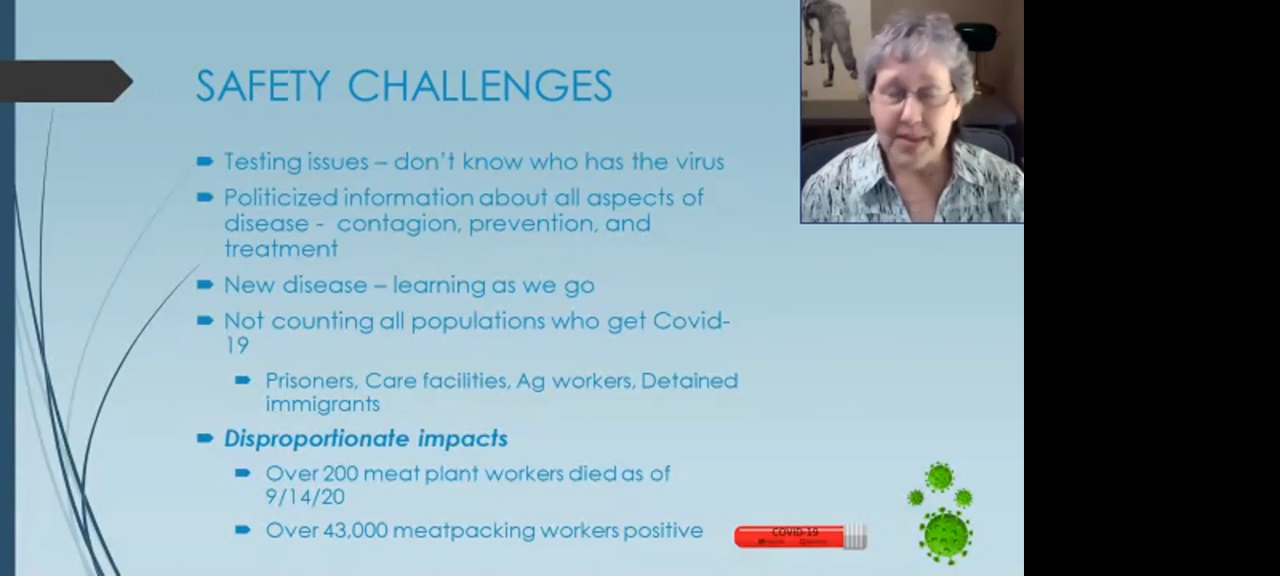 SAFETY CHALLENGES
Testing issues – don't know who has the virus
Politicized information about all aspects of
disease -  contagion, prevention, and
treatment
New disease – learning as we go
Not counting all populations who get Covid-
19
Prisoners, Care facilities, Ag workers, Detained
immigrants
Disproportionate impacts
Over 200 meat plant workers died as of
9/14/20
Over 43,000 meatpacking workers positive
COVID-19